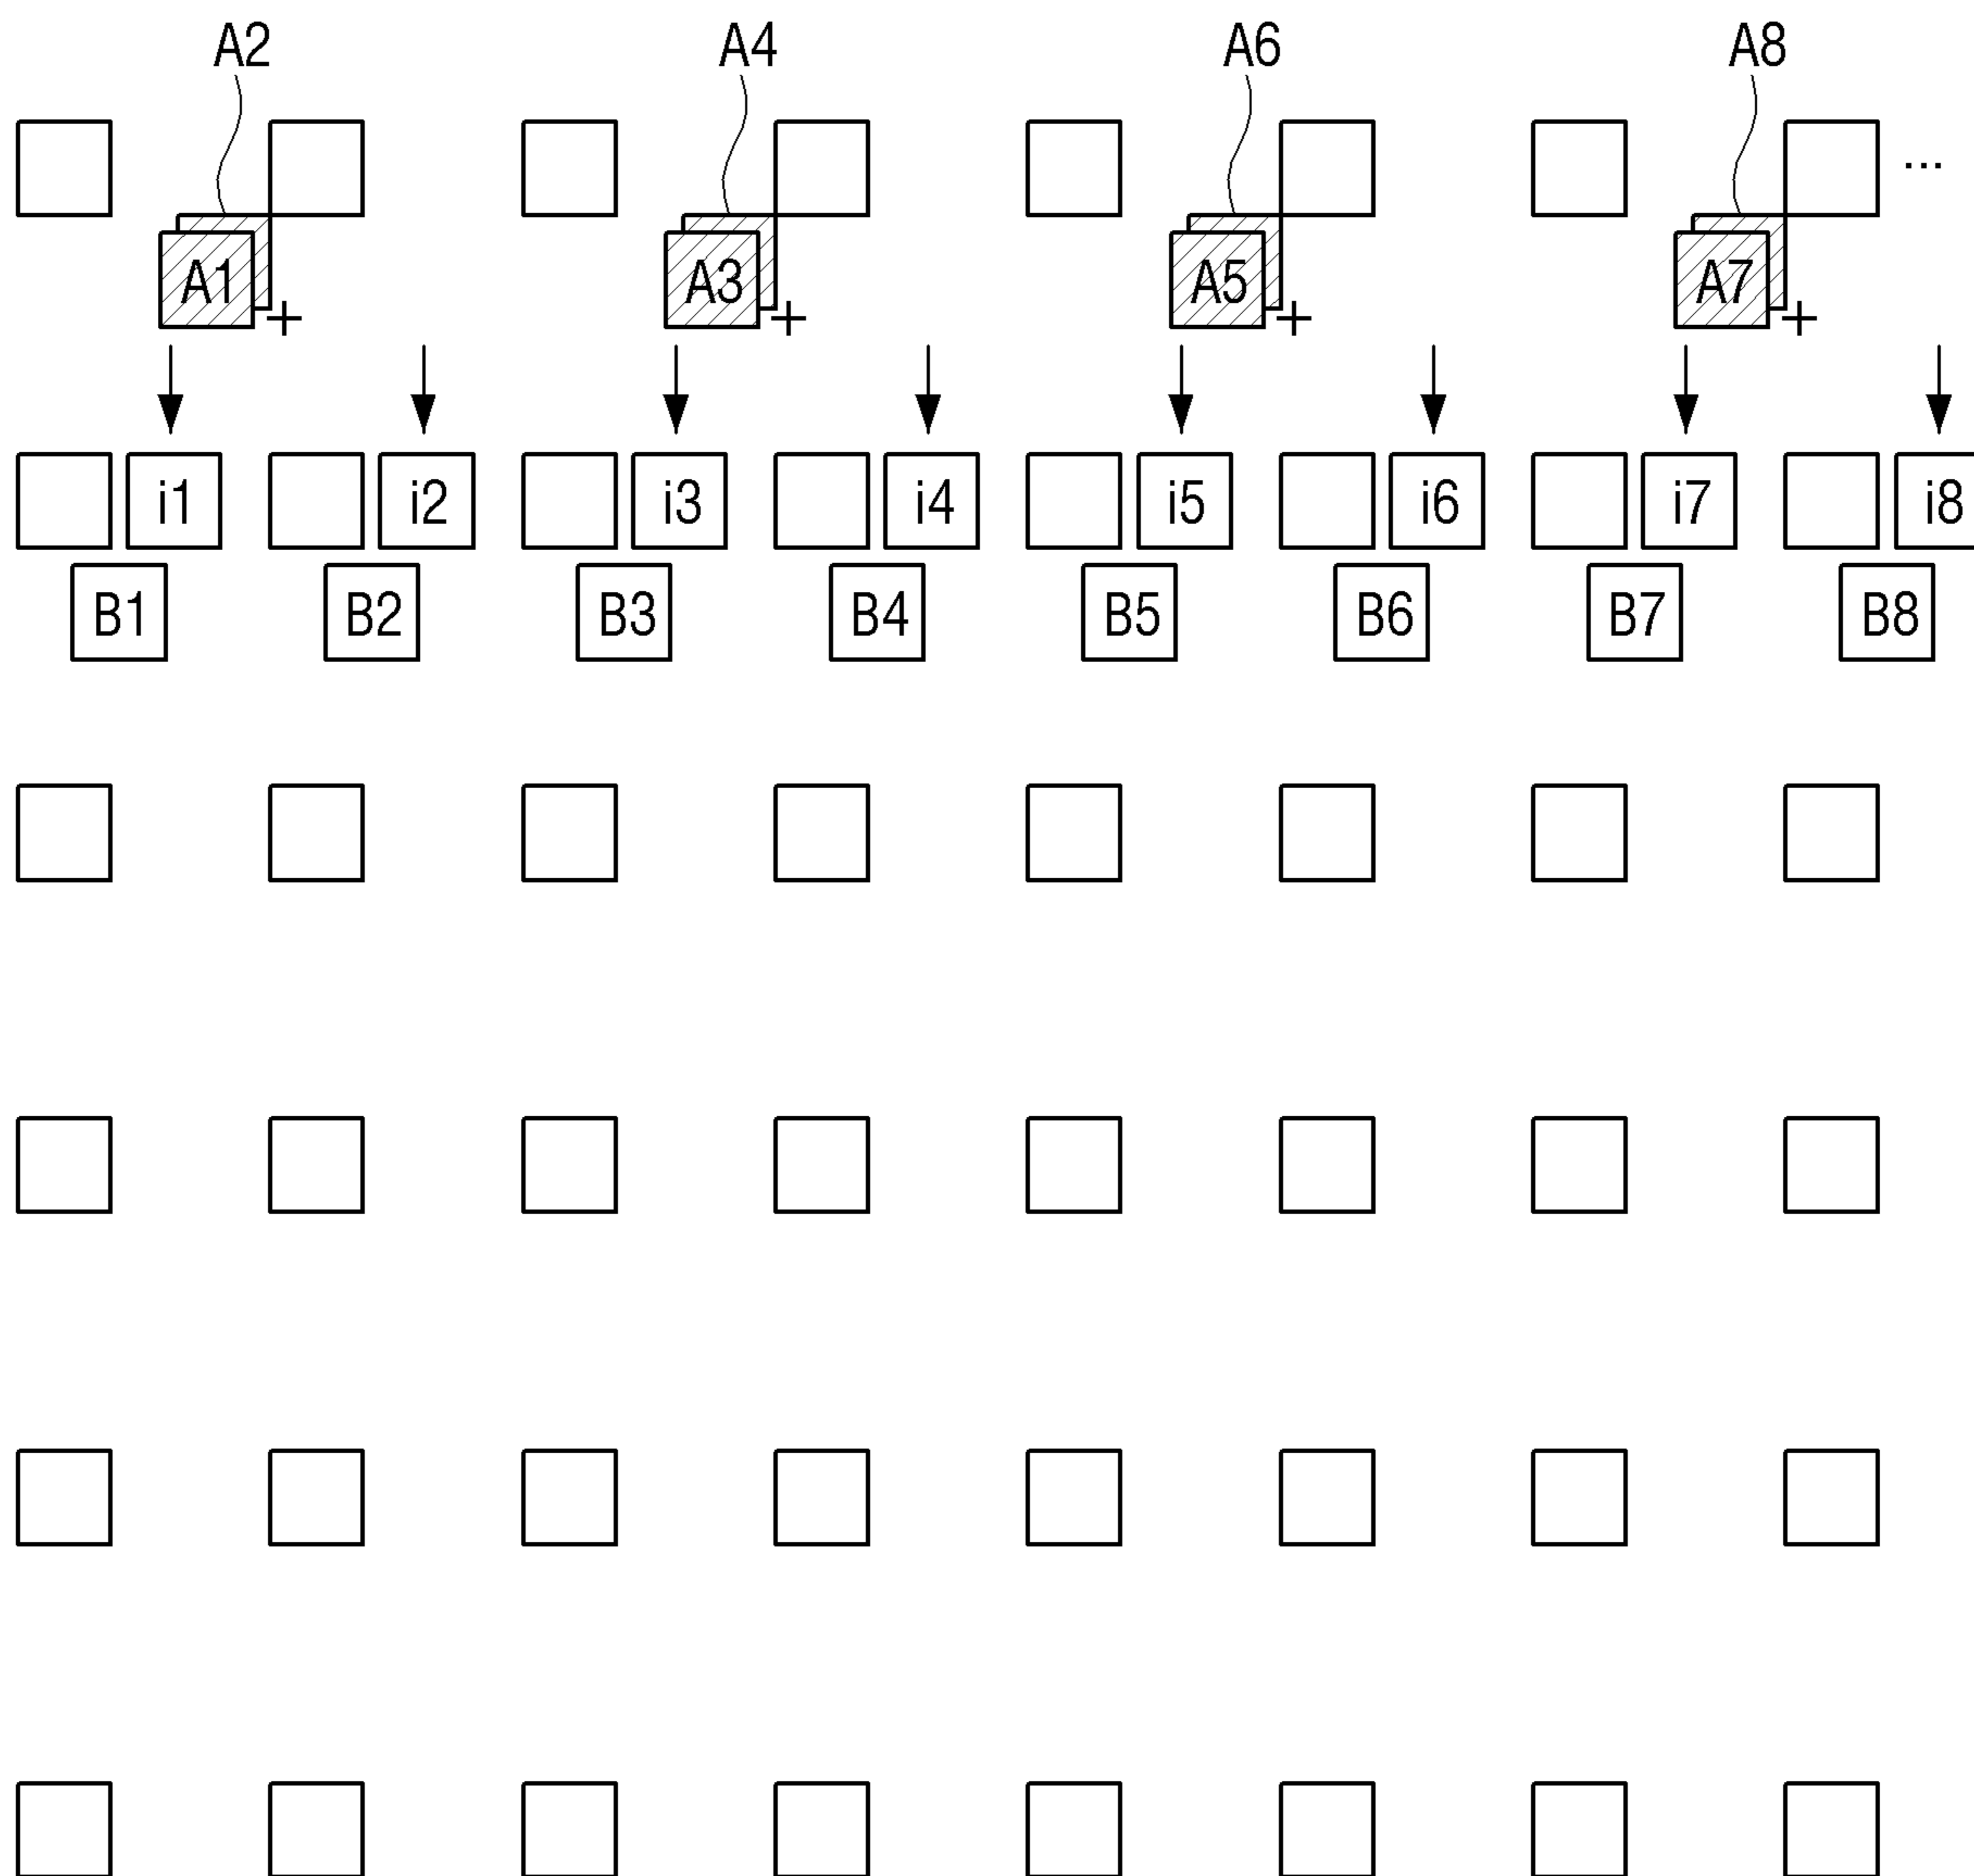 A2 A4 A6 A8
...
A1 A3 A5 A7
+ + + +
i1 i2 i3 i4 i5 i6 i7 i8
B1 B2 B3 B4 B5 B6 B7 B8